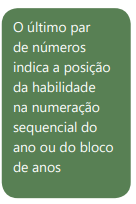 O último par
de números
indica a posição
da habilidade
na numeração
sequencial do
ano ou do bloco
de anos